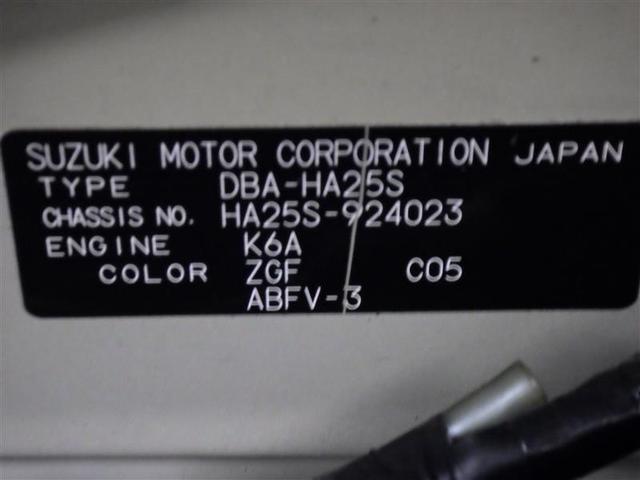 SUZUKI MOTOR CORPORATION JAPAN
TYPE DBA-HA25S
CHASSIS NO. HA25S-924023
ENGINE K6A
COLOR ZGF C05
ABFV-3